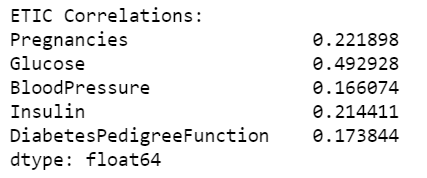 ETIC Correlations:
Pregnancies 0.221898
Glucose 0.492928
BloodPressure 0.166074
Insulin 0.214411
DiabetesPedigreeFunction 0.173844
dtype: float64